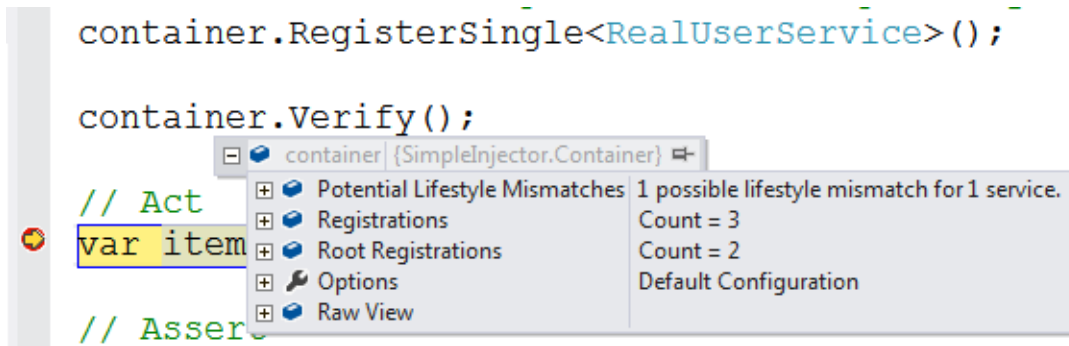 container.RegisterSingle<RealUserService>();
container.Verify();
container {SimpleInjector.Container}
// Act
Potential Lifestyle Mismatches 1 possible lifestyle mismatch for 1 service.
Registrations Count = 3
var item
Root Registrations Count = 2
Options Default Configuration
Raw View
// Assert